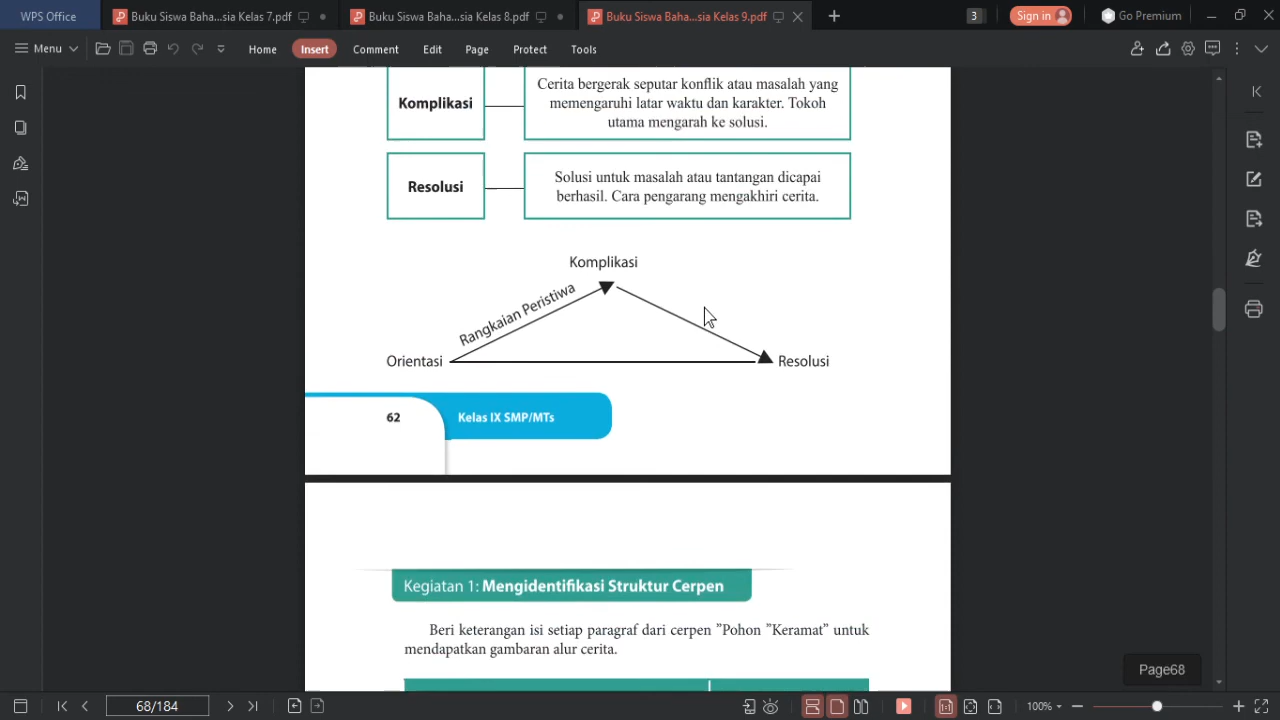 WPS Office
Buku Siswa Baha...sia Kelas 7.pdf
Buku Siswa Baha...sia Kelas 8.pdf
Buku Siswa Baha...sia Kelas 9.pdf
3
Sign in
Go Premium
Menu
Home
Insert
Comment
Edit
Page
Protect
Tools
Komplikasi
Cerita bergerak seputar konflik atau masalah yang
memengaruhi latar waktu dan karakter. Tokoh
utama mengarah ke solusi.
Resolusi
Solusi untuk masalah atau tantangan dicapai
berhasil. Cara pengarang mengakhiri cerita.
Komplikasi
Rangkaian Peristiwa
Orientasi
Resolusi
62
Kelas IX SMP/MTs
Kegiatan 1: Mengidentifikasi Struktur Cerpen
Beri keterangan isi setiap paragraf dari cerpen ”Pohon ”Keramat” untuk
mendapatkan gambaran alur cerita.
Page68
68/184
100%